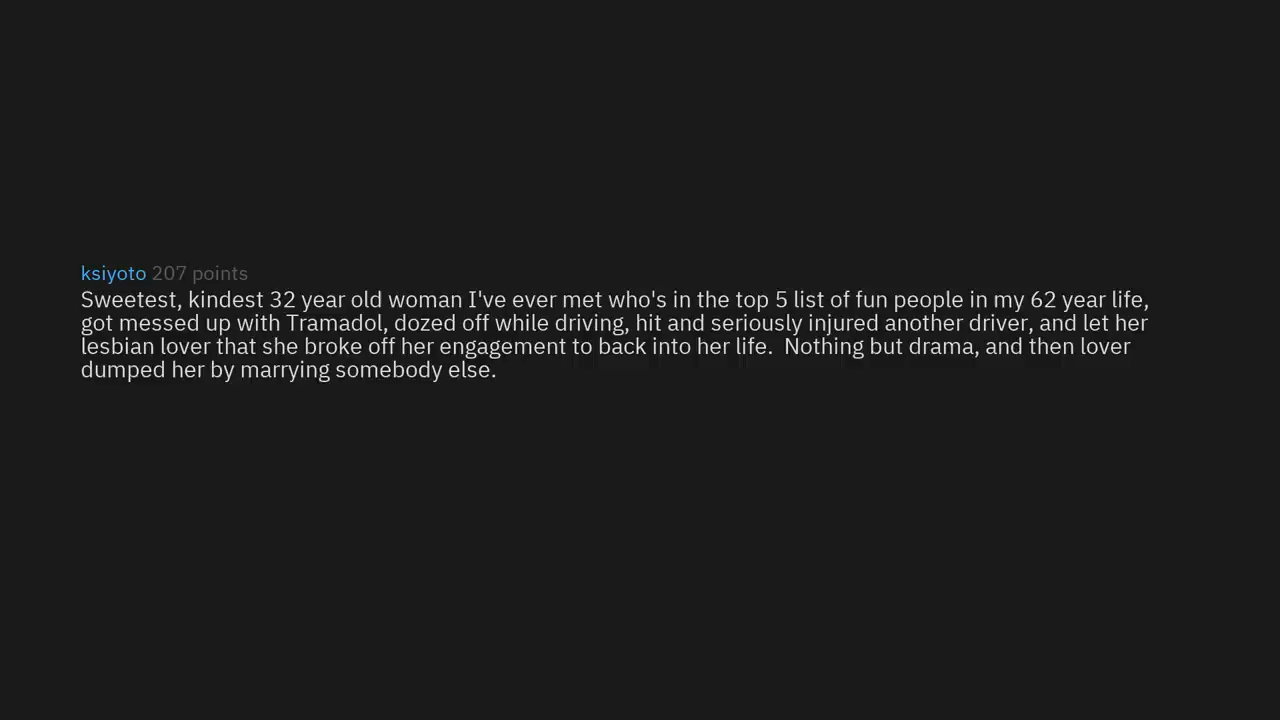 ksiyoto 207 points
Sweetest, kindest 32 year old woman I've ever met who's in the top 5 list of fun people in my 62 year life,
got messed up with Tramadol, dozed off while driving, hit and seriously injured another driver, and let her
lesbian lover that she broke off her engagement to back into her life.  Nothing but drama, and then lover
dumped her by marrying somebody else.